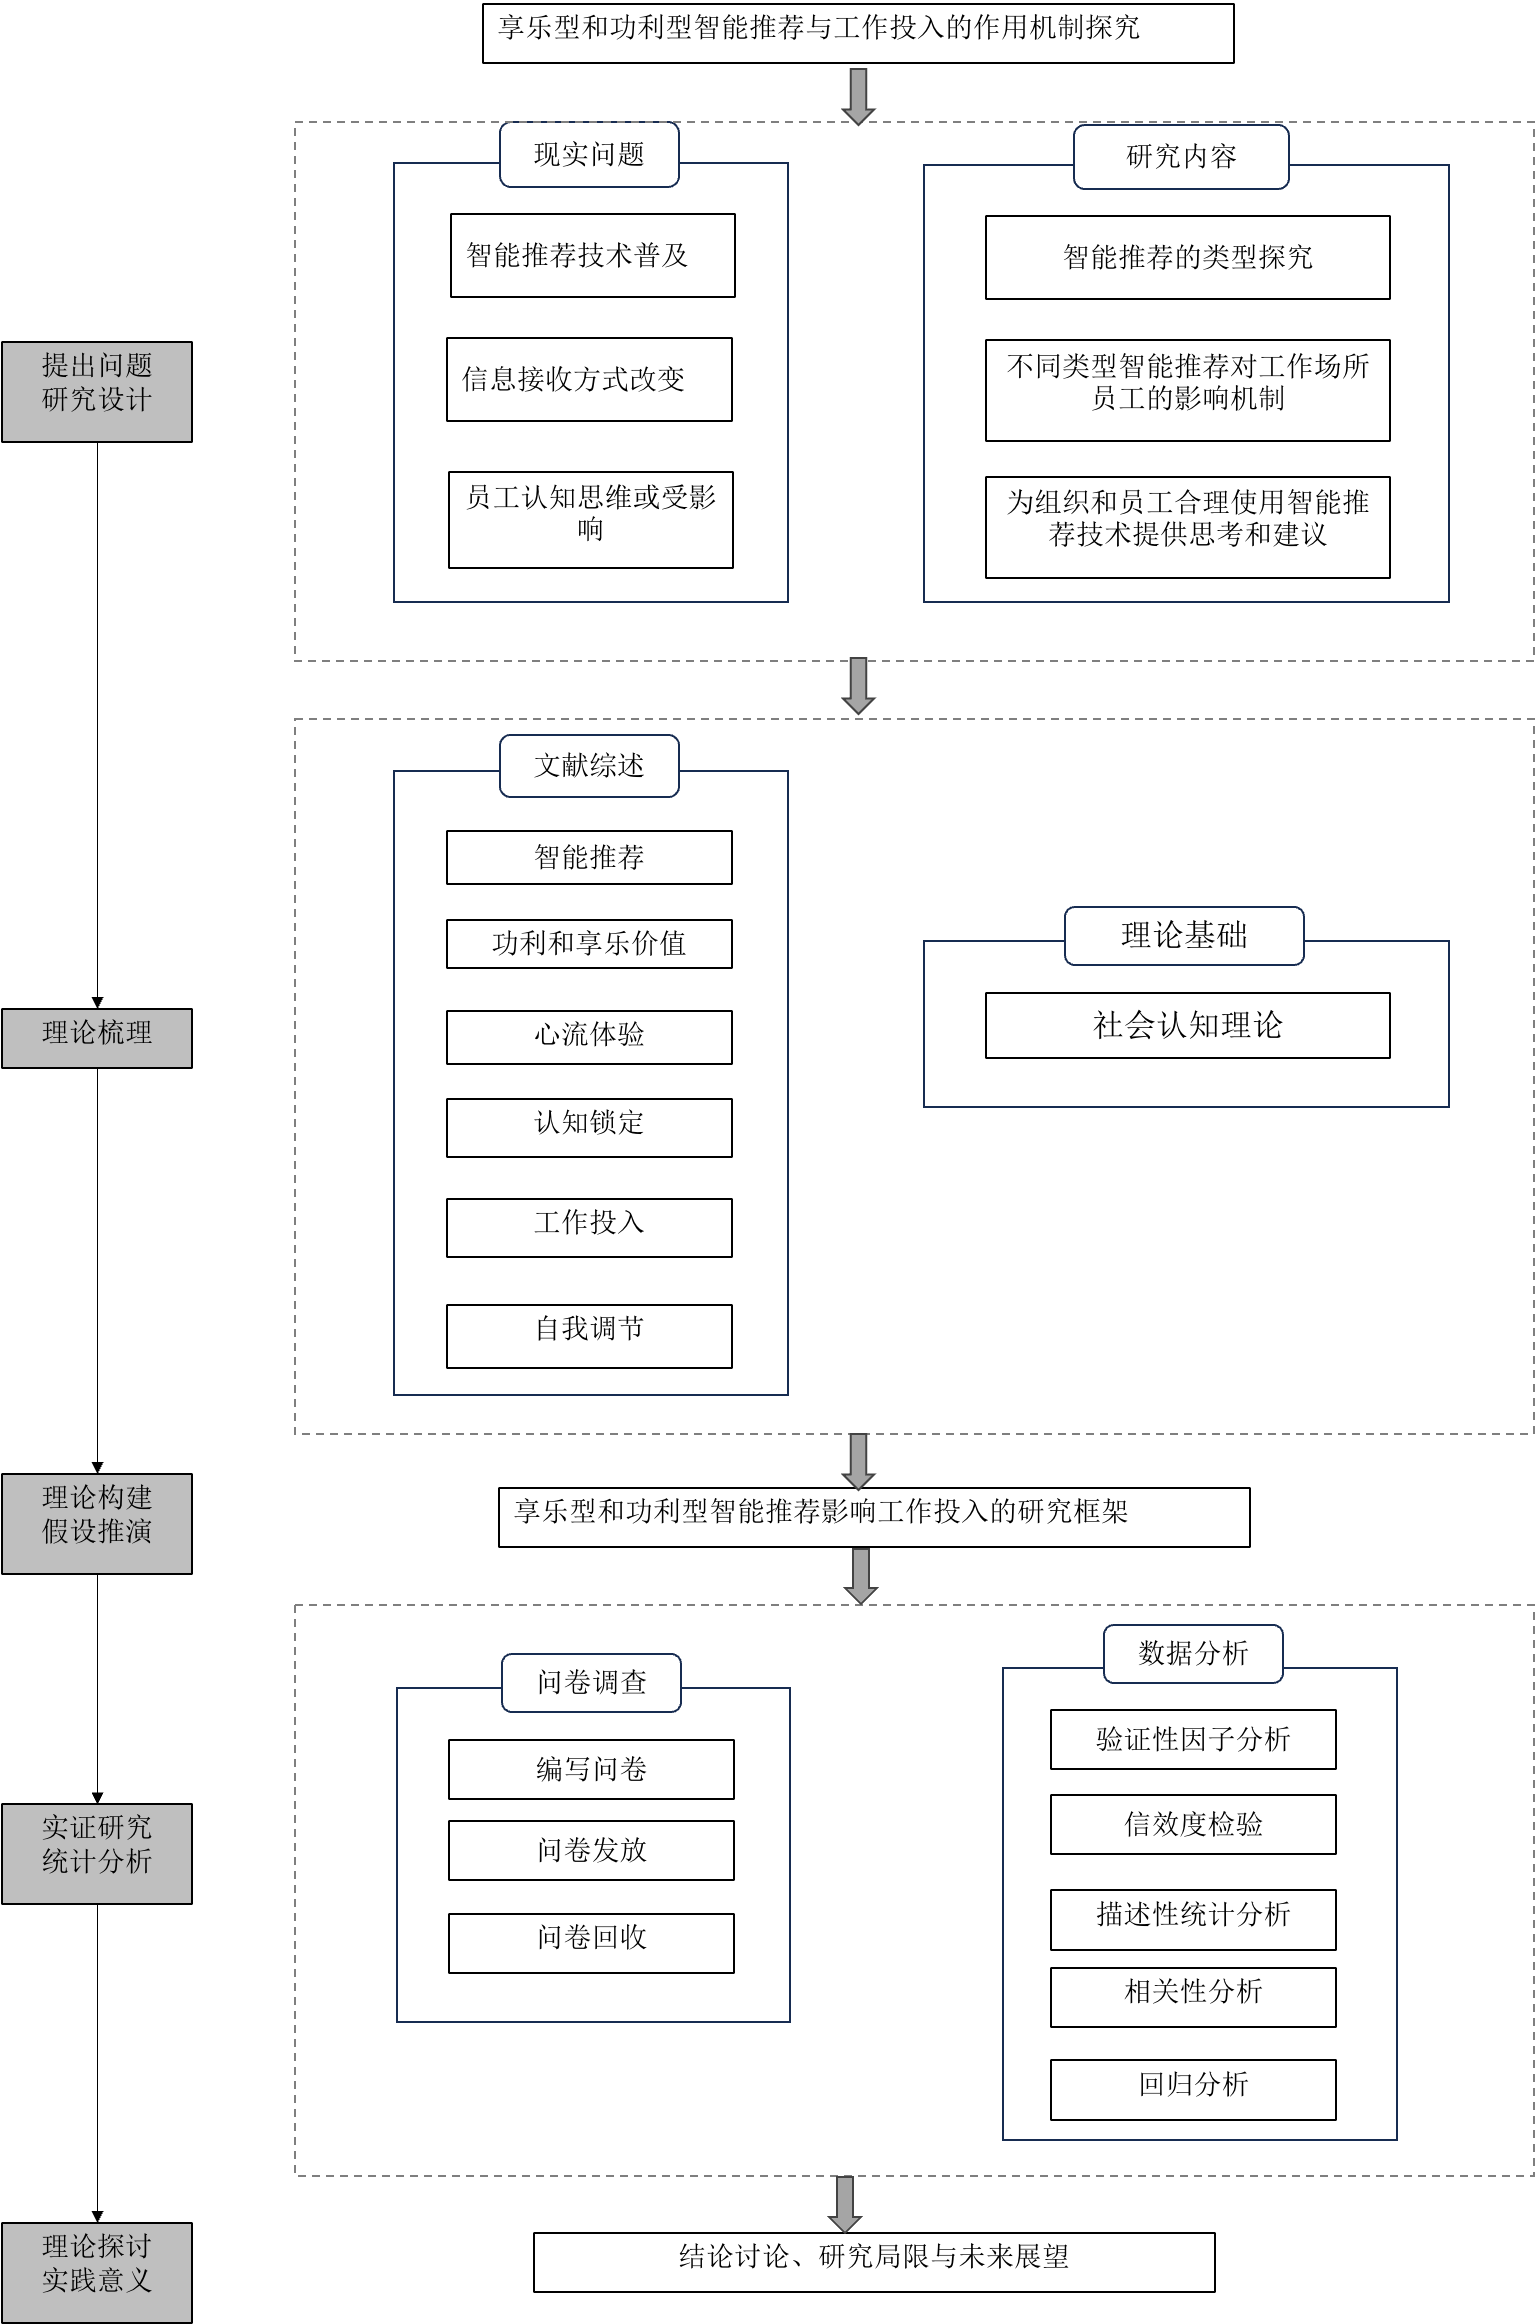 享乐型和功利型智能推荐与工作投入的作用机制探究
提出问题
研究设计
现实问题
智能推荐技术普及
信息接收方式改变
员工认知思维或受影
响
研究内容
智能推荐的类型探究
不同类型智能推荐对工作场所
员工的影响机制
为组织和员工合理使用智能推
荐技术提供思考和建议
理论梳理
文献综述
智能推荐
功利和享乐价值
心流体验
认知锁定
工作投入
自我调节
理论基础
社会认知理论
理论构建
假设推演
享乐型和功利型智能推荐影响工作投入的研究框架
实证研究
统计分析
问卷调查
编写问卷
问卷发放
问卷回收
数据分析
验证性因子分析
信效度检验
描述性统计分析
相关性分析
回归分析
理论探讨
实践意义
结论讨论、研究局限与未来展望